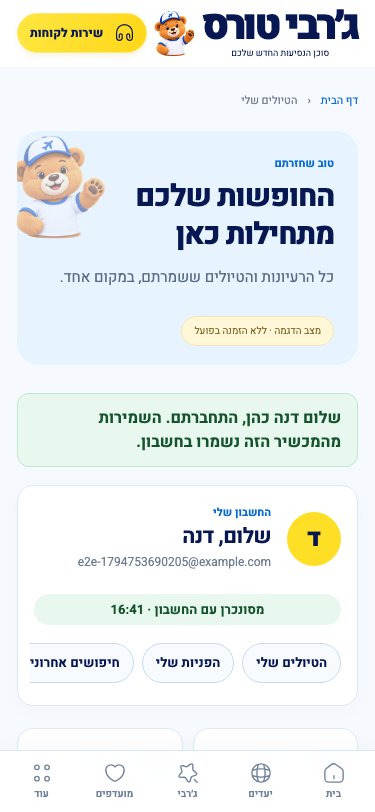 ג'רבי טורס
סוכן הנסיעות החדש שלכם
שירות לקוחות
דף הבית › הטיולים שלי
טוב שחזרתם
החופשות שלכם
מתחילות כאן
כל הרעיונות והטיולים ששמרתם, במקום אחד.
מצב הדגמה · ללא הזמנה בפועל
שלום דנה כהן, התחברתם. השמירות
מהמכשיר הזה נשמרו בחשבון.
ד
החשבון שלי
שלום, דנה
e2e-1794753690205@example.com
מסונכרן עם החשבון · 16:41
הטיולים שלי
הפניות שלי
חיפושים אחרוני
בית
יעדים
ג'רבי
מועדפים
עוד